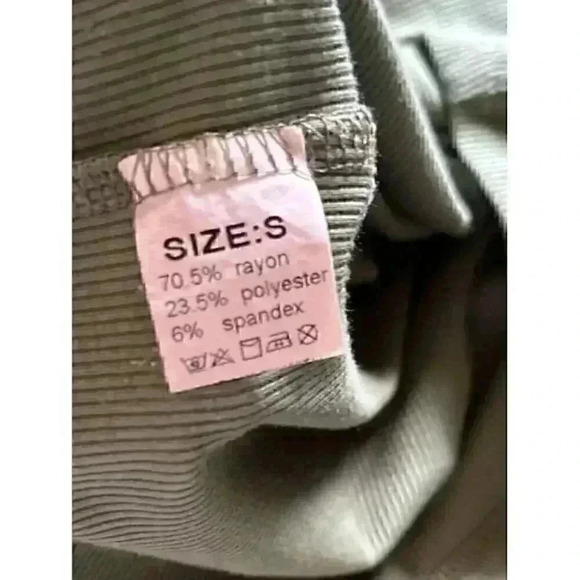 SIZE:S
70.5% rayon
23.5% polyester
6% spandex